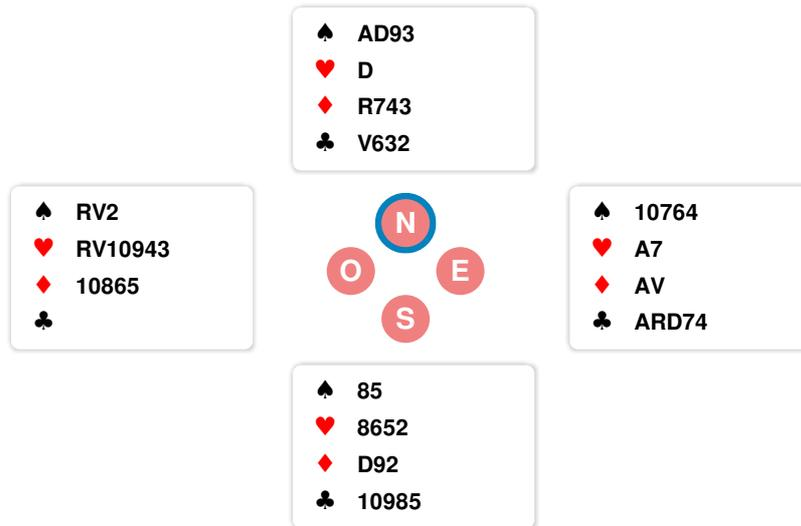 ♠ AD93
♥ D
♦ R743
♣ V632
♠ RV2
♥ RV10943
♦ 10865
♣
N
O E
S
♠ 10764
♥ A7
♦ AV
♣ ARD74
♠ 85
♥ 8652
♦ D92
♣ 10985